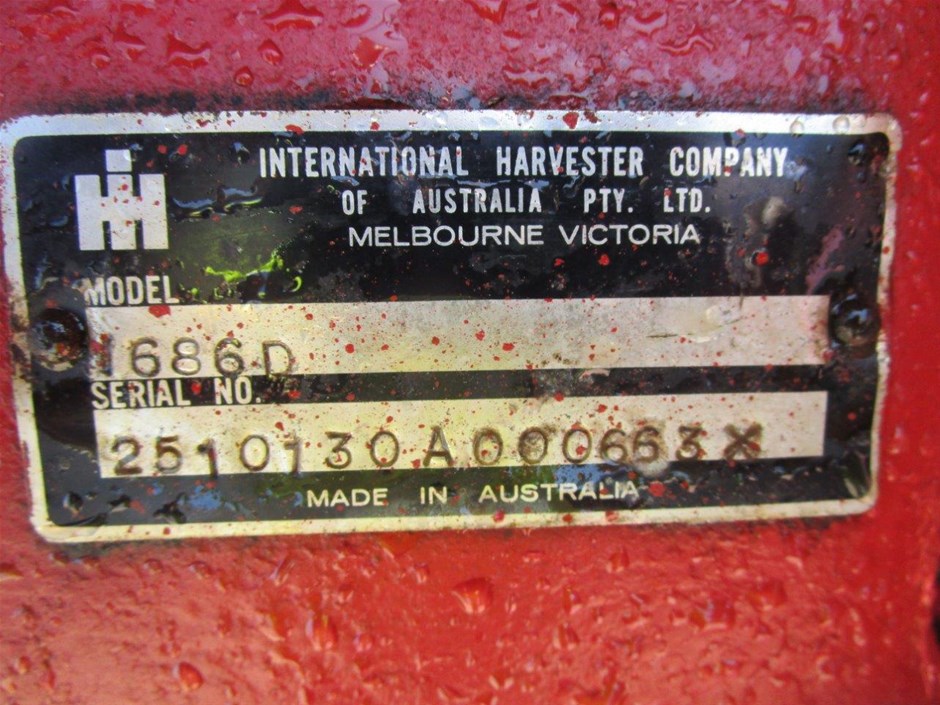 IH
INTERNATIONAL HARVESTER COMPANY
OF AUSTRALIA PTY. LTD.
MELBOURNE VICTORIA
MODEL
1686D
SERIAL NO.
2510130A000663X
MADE IN AUSTRALIA